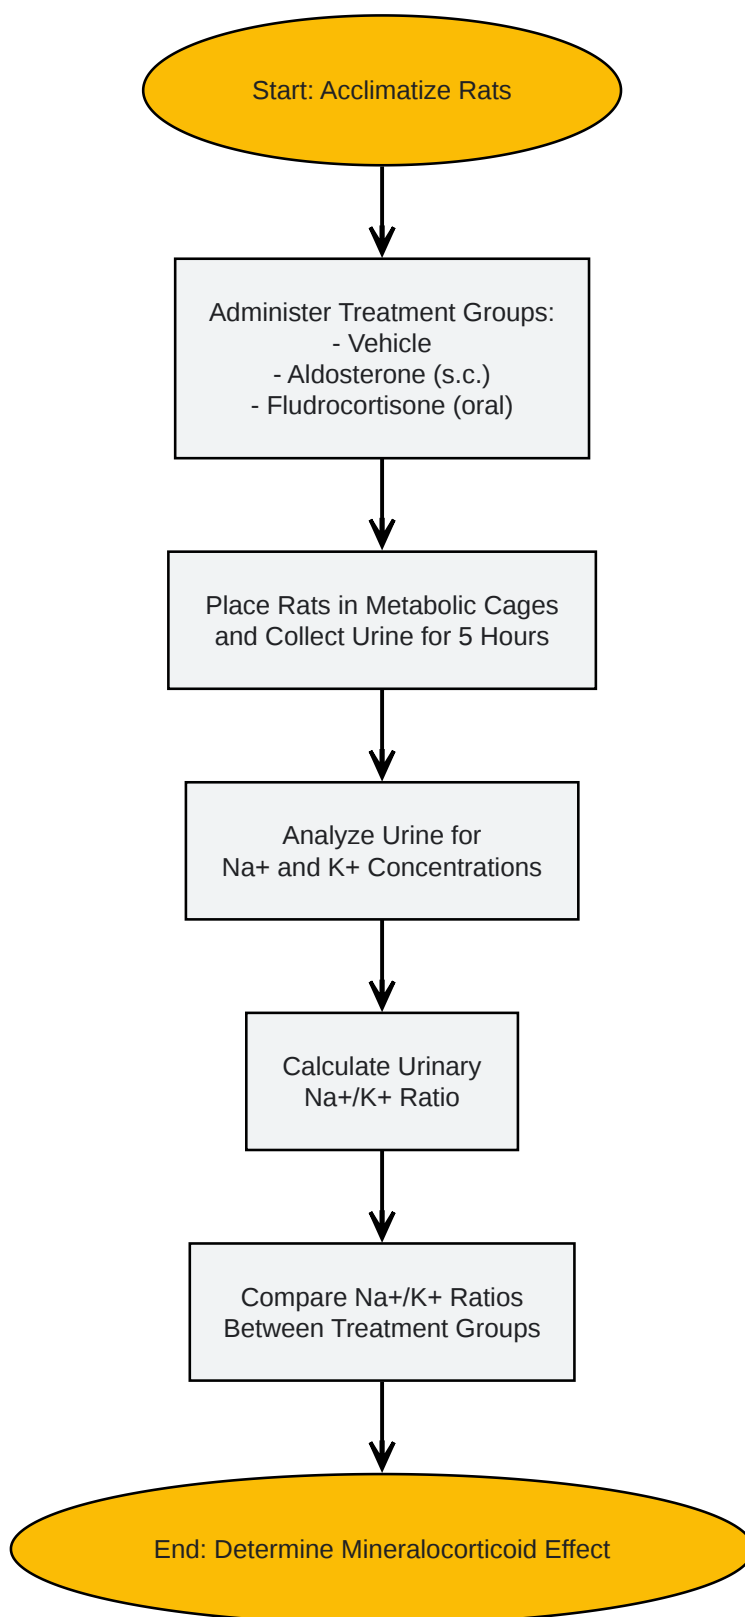 Start: Acclimatize Rats
Administer Treatment Groups:
- Vehicle
- Aldosterone (s.c.)
- Fludrocortisone (oral)
Place Rats in Metabolic Cages
and Collect Urine for 5 Hours
Analyze Urine for
Na+ and K+ Concentrations
Calculate Urinary
Na+/K+ Ratio
Compare Na+/K+ Ratios
Between Treatment Groups
End: Determine Mineralocorticoid Effect